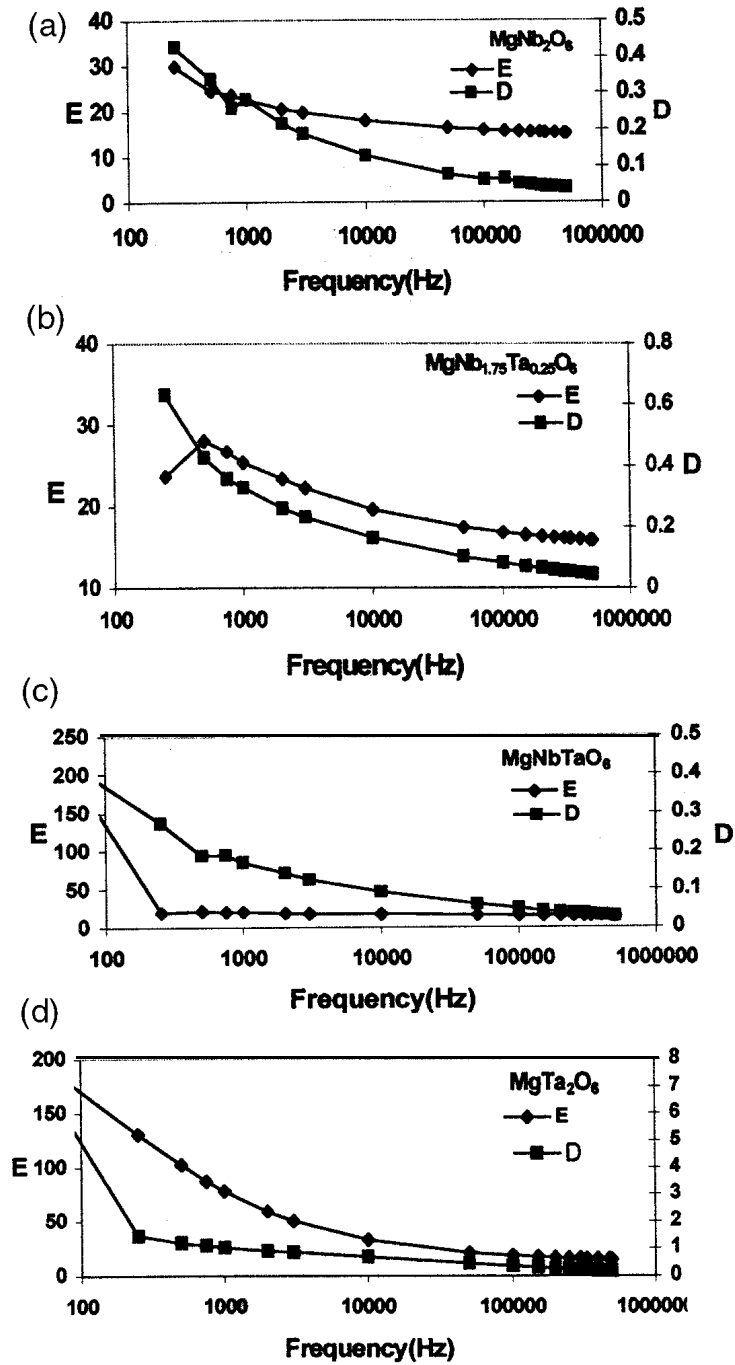 (a)
40
30
20
10
0
E
0.5
0.4
0.3
0.2
0.1
0
D
MgNb₂O₆
E
D
100 1000 10000 100000 1000000
Frequency(Hz)
(b)
40
30
20
10
E
0.8
0.6
0.4
0.2
0
D
MgNb₁.₇₅Ta₀.₂₅O₆
E
D
100 1000 10000 100000 1000000
Frequency(Hz)
(c)
250
200
150
100
50
0
E
0.5
0.4
0.3
0.2
0.1
0
D
MgNbTaO₆
E
D
100 1000 10000 100000 1000000
Frequency(Hz)
(d)
200
150
100
50
0
E
8
7
6
5
4
3
2
1
0
MgTa₂O₆
E
D
100 1000 10000 100000 1000000
Frequency(Hz)